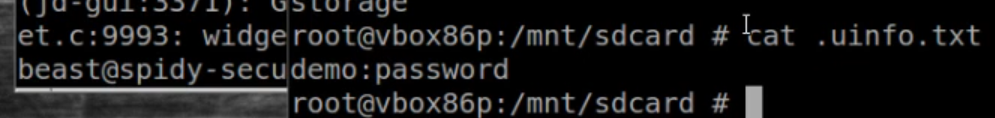 (jd-gui:3371): Gstorage
et.c:9993: widge
root@vbox86p:/mnt/sdcard # cat .uinfo.txt
beast@spidy-secu
demo:password
root@vbox86p:/mnt/sdcard #